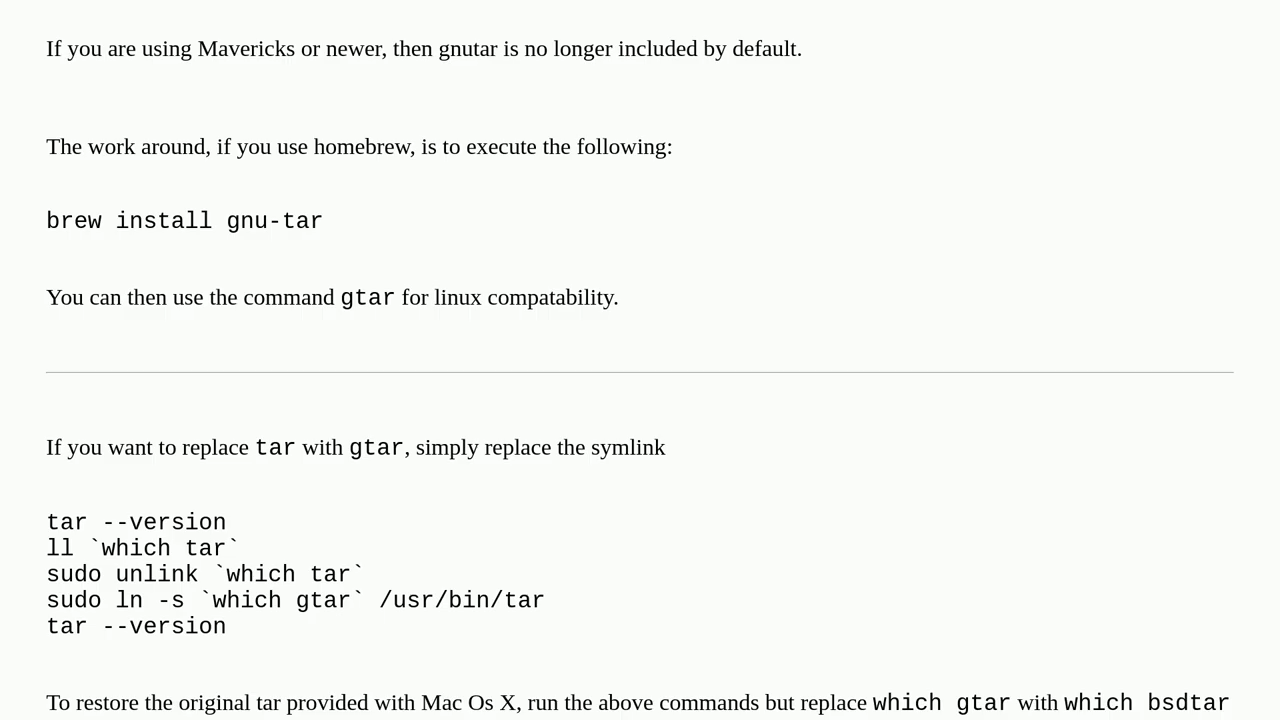 If you are using Mavericks or newer, then gnutar is no longer included by default.
The work around, if you use homebrew, is to execute the following:
brew install gnu-tar
You can then use the command gtar for linux compatability.
If you want to replace tar with gtar, simply replace the symlink
tar --version
ll `which tar`
sudo unlink `which tar`
sudo ln -s `which gtar` /usr/bin/tar
tar --version
To restore the original tar provided with Mac Os X, run the above commands but replace which gtar with which bsdtar